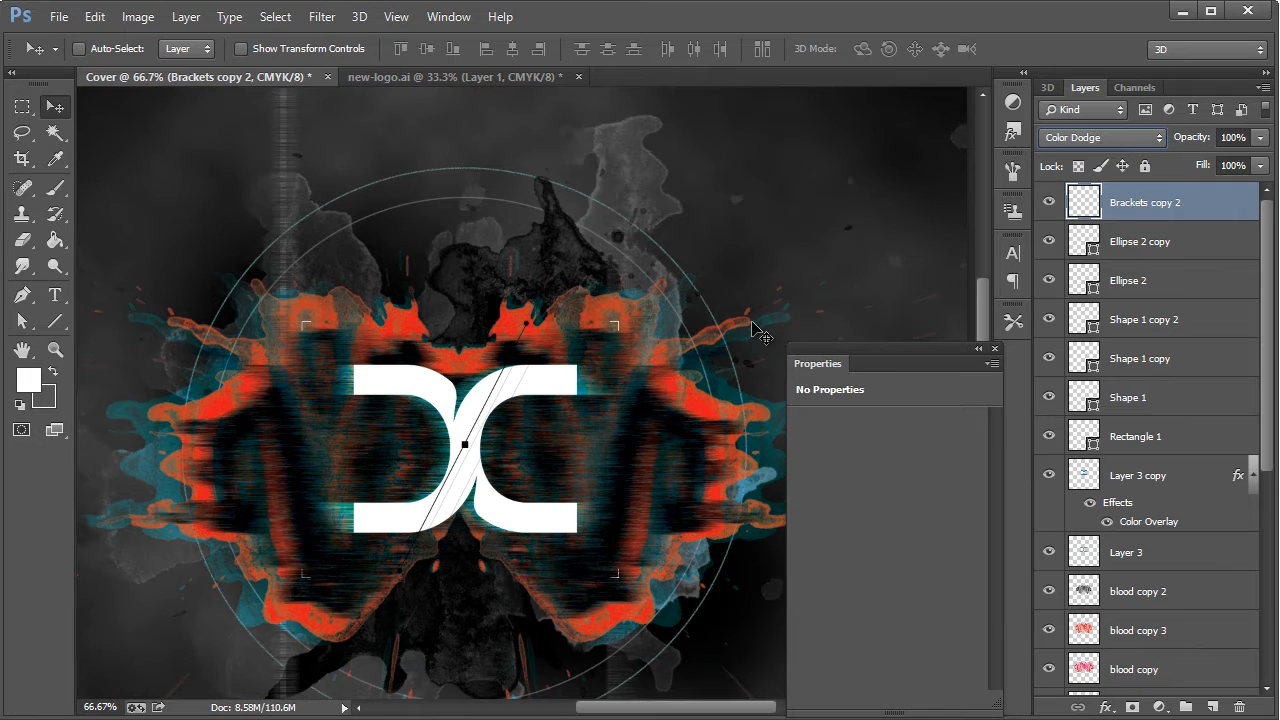 Ps File Edit Image Layer Type Select Filter 3D View Window Help
Auto-Select: Layer Show Transform Controls 3D Mode: 3D
Cover @ 66.7% (Brackets copy 2, CMYK/8) * × new-logo.ai @ 33.3% (Layer 1, CMYK/8) * ×
3D Layers Channels
Kind
Color Dodge Opacity: 100%
Lock: Fill: 100%
Brackets copy 2
Ellipse 2 copy
Ellipse 2
Shape 1 copy 2
Shape 1 copy
Shape 1
Rectangle 1
Layer 3 copy fx
Effects
Color Overlay
Layer 3
blood copy 2
blood copy 3
blood copy
Properties
No Properties
66.67% Doc: 8.58M/110.6M